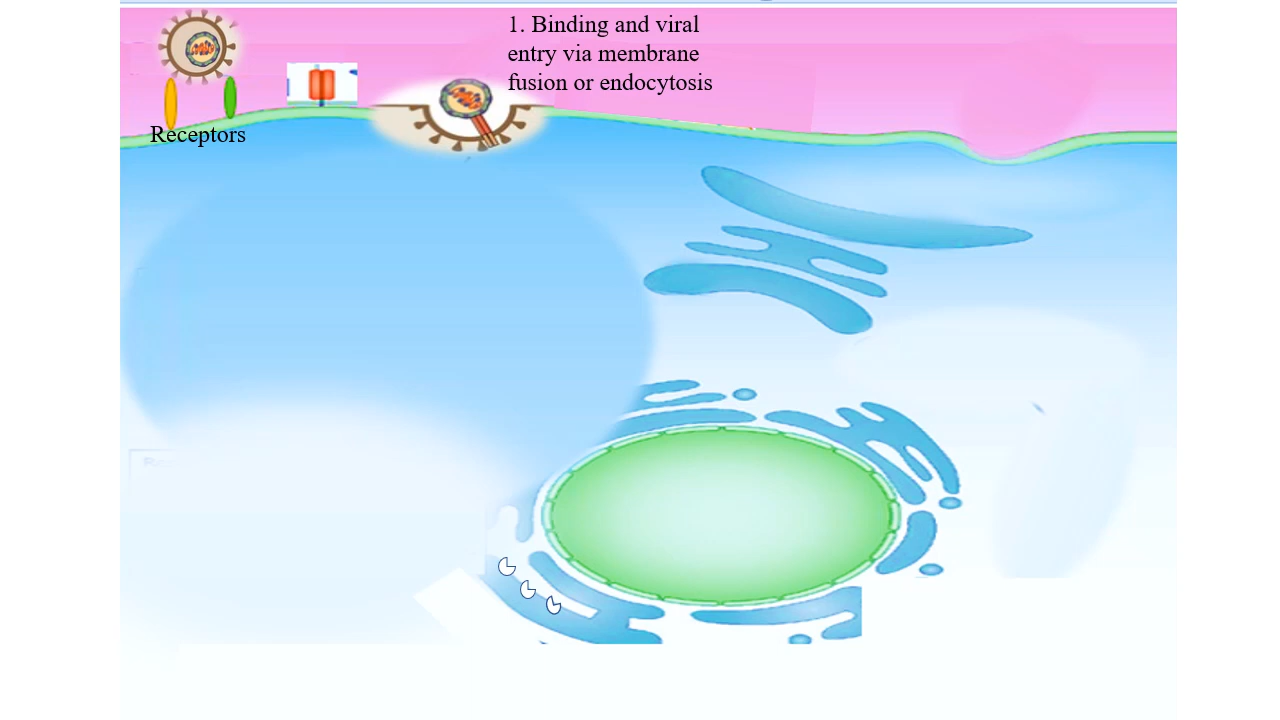 1. Binding and viral
entry via membrane
fusion or endocytosis
Receptors